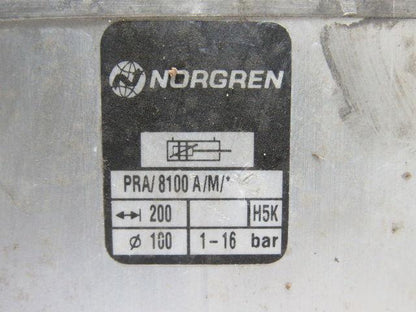 NORGREN
PRA/8100 A/M/*
↔| 200 H5K
Ø 100 1-16 bar